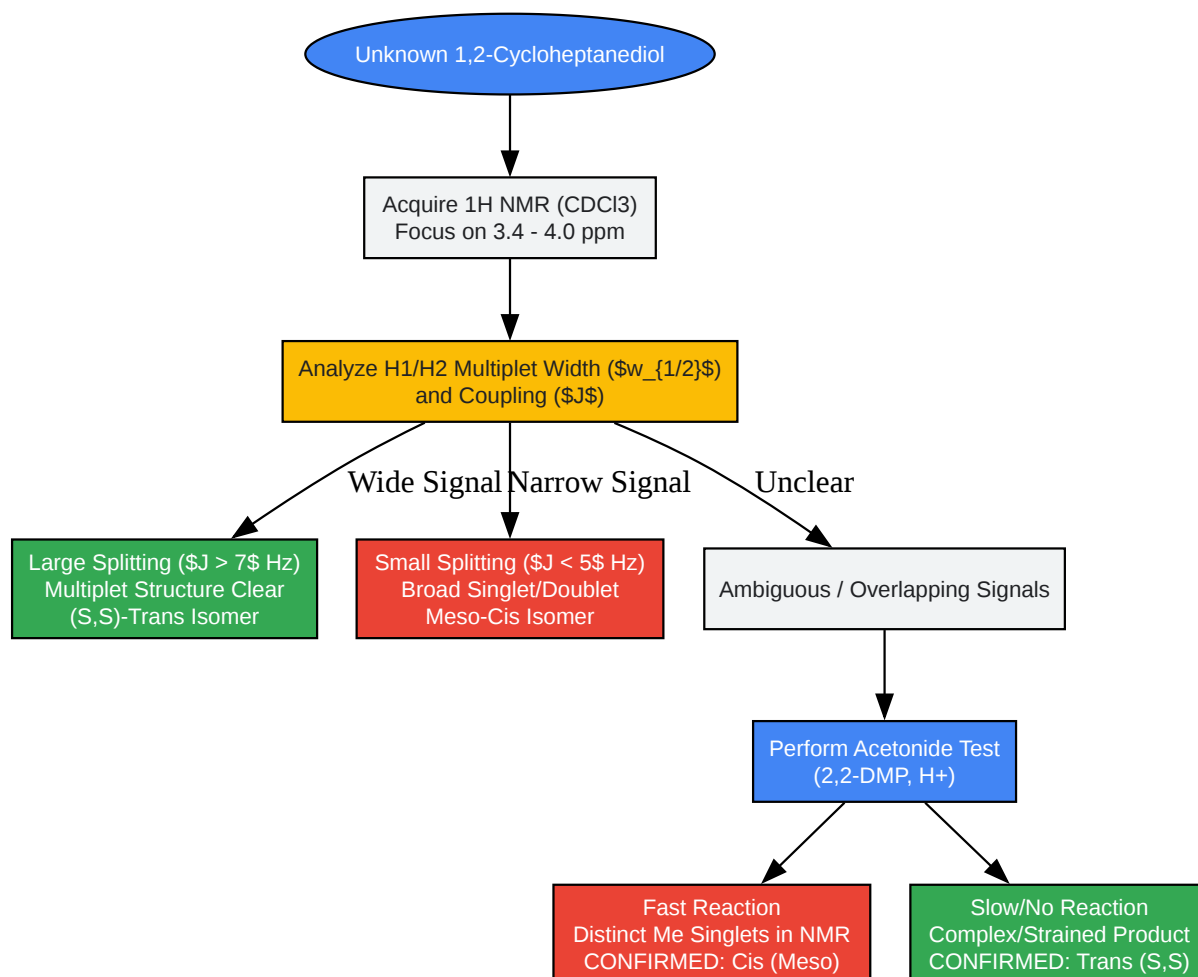 Unknown 1,2-Cycloheptanediol
Acquire 1H NMR (CDCl3)
Focus on 3.4 - 4.0 ppm
Analyze H1/H2 Multiplet Width ($w_{1/2}$)
and Coupling ($J$)
Wide Signal
Narrow Signal
Unclear
Large Splitting ($J > 7$ Hz)
Multiplet Structure Clear
(S,S)-Trans Isomer
Small Splitting ($J < 5$ Hz)
Broad Singlet/Doublet
Meso-Cis Isomer
Ambiguous / Overlapping Signals
Perform Acetonide Test
(2,2-DMP, H+)
Fast Reaction
Distinct Me Singlets in NMR
CONFIRMED: Cis (Meso)
Slow/No Reaction
Complex/Strained Product
CONFIRMED: Trans (S,S)